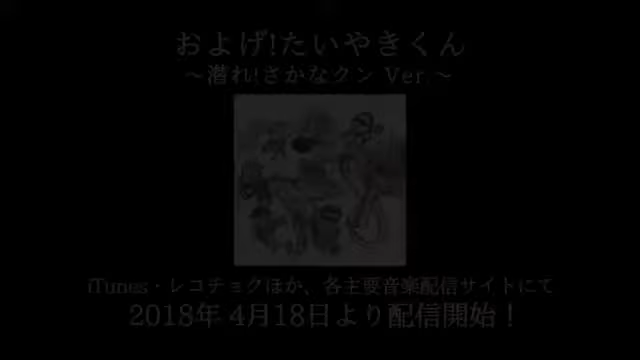 およげ!たいやきくん
〜潜れ!さかなクン Ver.〜
iTunes・レコチョクほか、各主要音楽配信サイトにて
2018年 4月18日より配信開始！